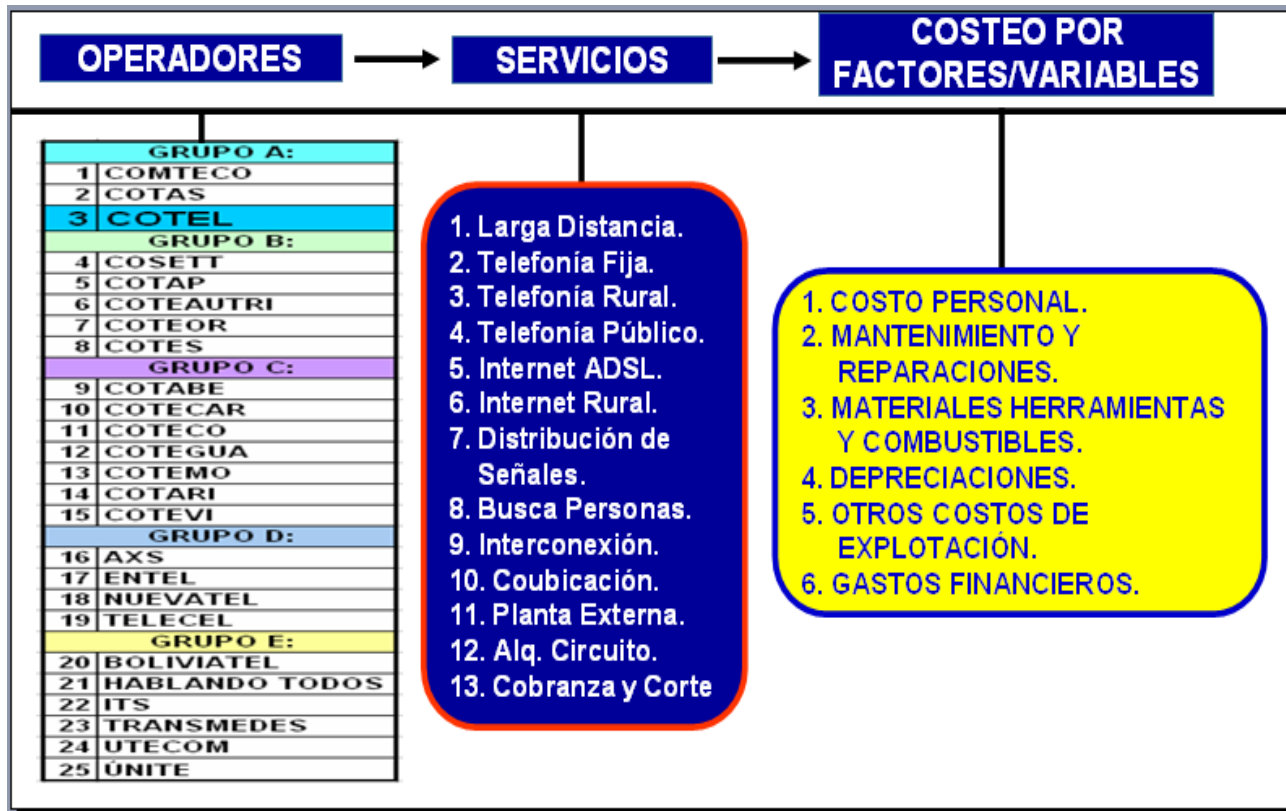 OPERADORES
SERVICIOS
COSTEO POR
FACTORES/VARIABLES
GRUPO A:
1 COMTECO
2 COTAS
3 COTEL
GRUPO B:
4 COSETT
5 COTAP
6 COTEAUTRI
7 COTEOR
8 COTES
GRUPO C:
9 COTABE
10 COTECAR
11 COTECO
12 COTEGUA
13 COTEMO
14 COTARI
15 COTEVI
GRUPO D:
16 AXS
17 ENTEL
18 NUEVATEL
19 TELECEL
GRUPO E:
20 BOLIVIATEL
21 HABLANDO TODOS
22 ITS
23 TRANSMEDES
24 UTECOM
25 ÚNITE
1. Larga Distancia.
2. Telefonía Fija.
3. Telefonía Rural.
4. Telefonía Público.
5. Internet ADSL.
6. Internet Rural.
7. Distribución de
Señales.
8. Busca Personas.
9. Interconexión.
10. Coubicación.
11. Planta Externa.
12. Alq. Circuito.
13. Cobranza y Corte
1. COSTO PERSONAL.
2. MANTENIMIENTO Y
REPARACIONES.
3. MATERIALES HERRAMIENTAS
Y COMBUSTIBLES.
4. DEPRECIACIONES.
5. OTROS COSTOS DE
EXPLOTACIÓN.
6. GASTOS FINANCIEROS.